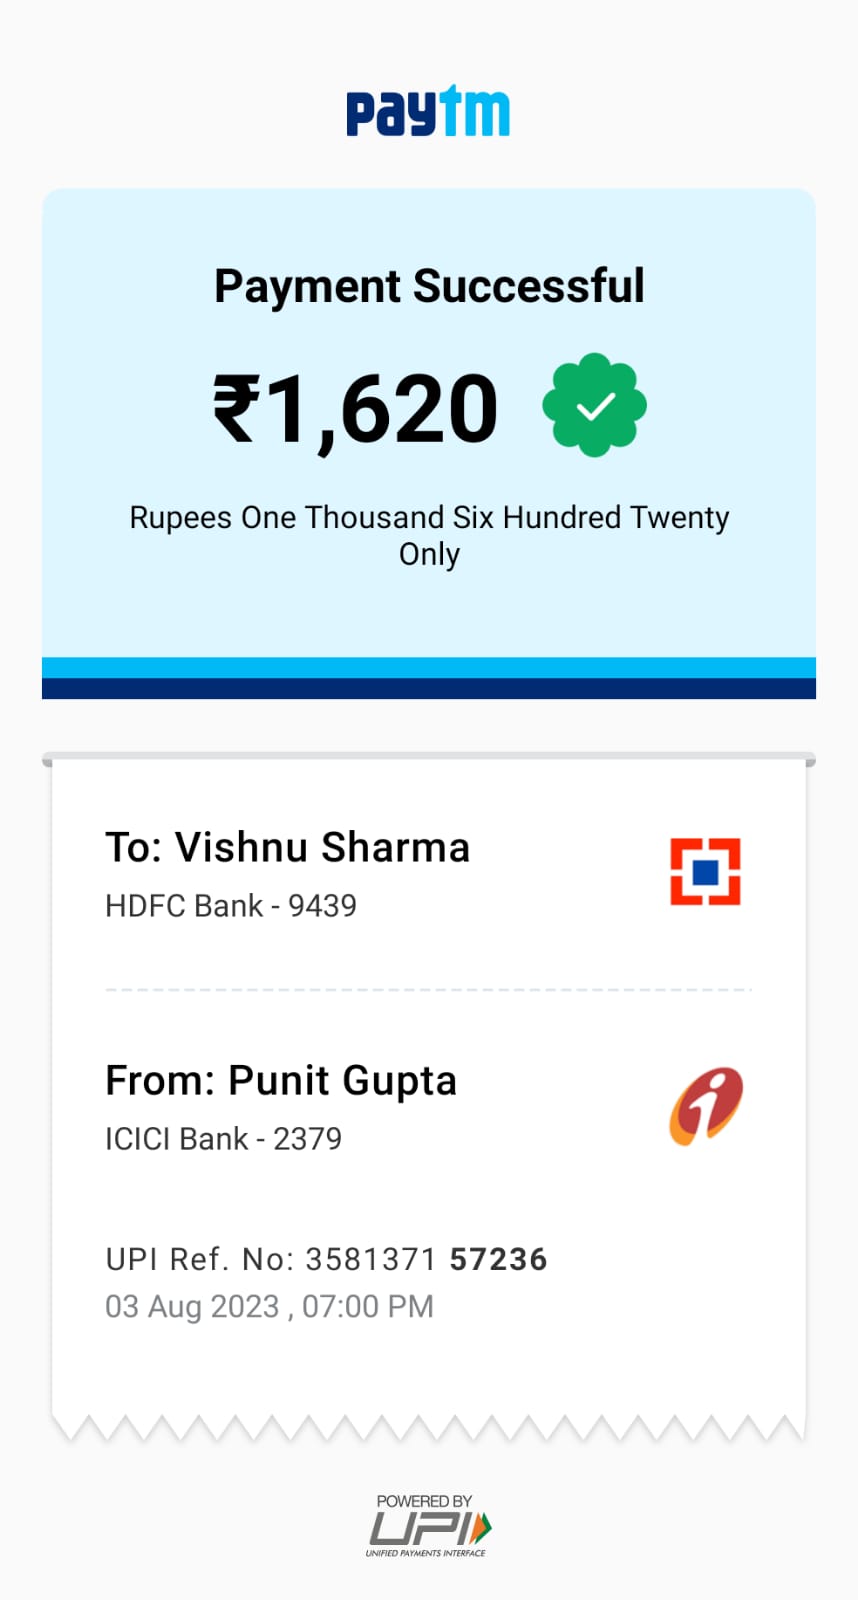 paytm
Payment Successful
₹1,620
Rupees One Thousand Six Hundred Twenty
Only
To: Vishnu Sharma
HDFC Bank - 9439
From: Punit Gupta
ICICI Bank - 2379
UPI Ref. No: 3581371 57236
03 Aug 2023 , 07:00 PM
POWERED BY
UPI
UNIFIED PAYMENTS INTERFACE